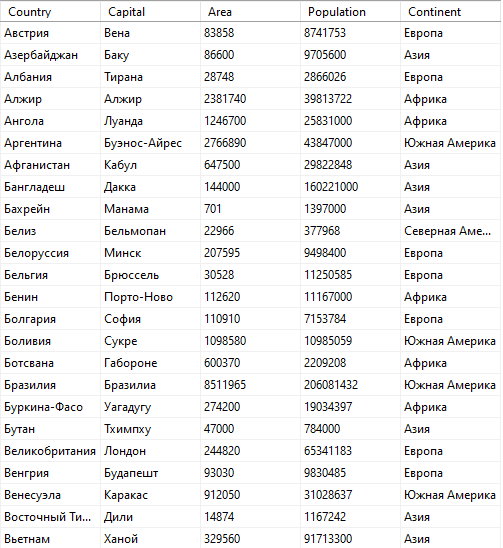 Country Capital Area Population Continent
Австрия Вена 83858 8741753 Европа
Азербайджан Баку 86600 9705600 Азия
Албания Тирана 28748 2866026 Европа
Алжир Алжир 2381740 39813722 Африка
Ангола Луанда 1246700 25831000 Африка
Аргентина Буэнос-Айрес 2766890 43847000 Южная Америка
Афганистан Кабул 647500 29822848 Азия
Бангладеш Дакка 144000 160221000 Азия
Бахрейн Манама 701 1397000 Азия
Белиз Бельмопан 22966 377968 Северная Аме...
Белоруссия Минск 207595 9498400 Европа
Бельгия Брюссель 30528 11250585 Европа
Бенин Порто-Ново 112620 11167000 Африка
Болгария София 110910 7153784 Европа
Боливия Сукре 1098580 10985059 Южная Америка
Ботсвана Габороне 600370 2209208 Африка
Бразилия Бразилиа 8511965 206081432 Южная Америка
Буркина-Фасо Уагадугу 274200 19034397 Африка
Бутан Тхимпху 47000 784000 Азия
Великобритания Лондон 244820 65341183 Европа
Венгрия Будапешт 93030 9830485 Европа
Венесуэла Каракас 912050 31028637 Южная Америка
Восточный Ти... Дили 14874 1167242 Азия
Вьетнам Ханой 329560 91713300 Азия